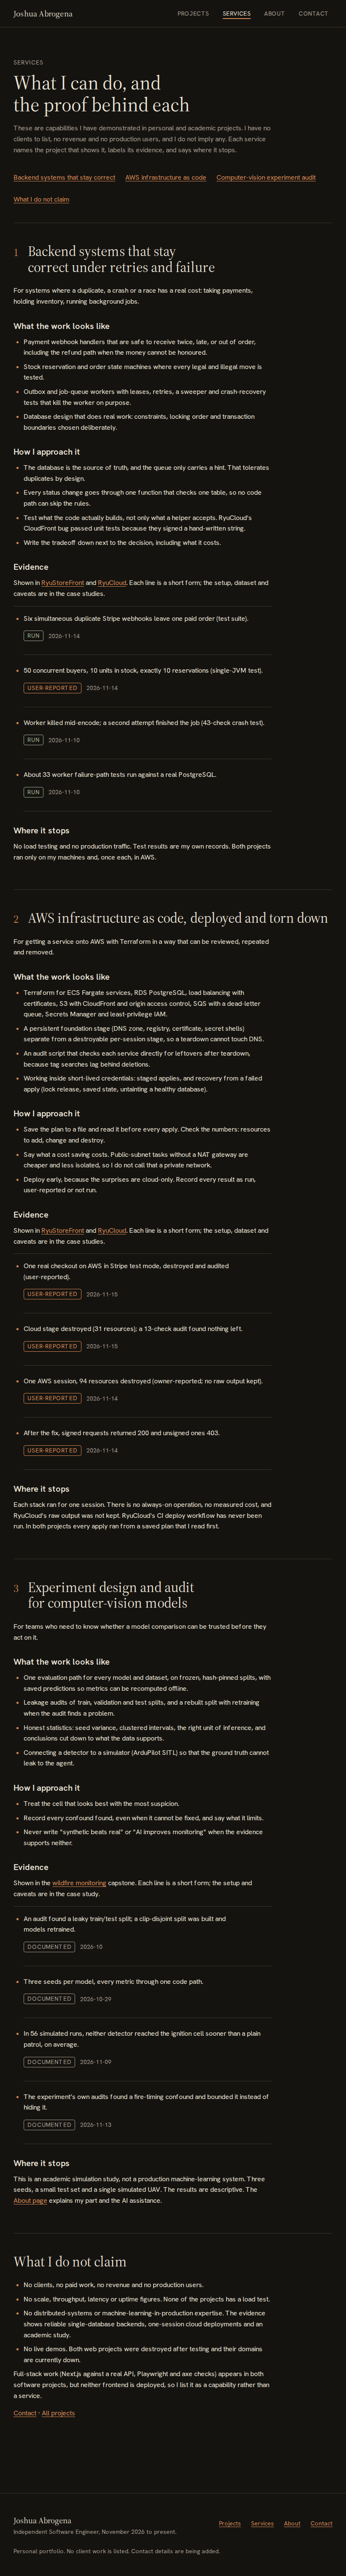 Joshua Abrogena
PROJECTS SERVICES ABOUT CONTACT
SERVICES
What I can do, and
the proof behind each
These are capabilities I have demonstrated in personal and academic projects. I have no
clients to list, no revenue and no production users, and I do not imply any. Each service
names the project that shows it, labels its evidence, and says where it stops.
Backend systems that stay correct AWS infrastructure as code Computer-vision experiment audit
What I do not claim
1 Backend systems that stay
correct under retries and failure
For systems where a duplicate, a crash or a race has a real cost: taking payments,
holding inventory, running background jobs.
What the work looks like
• Payment webhook handlers that are safe to receive twice, late, or out of order,
including the refund path when the money cannot be honoured.
• Stock reservation and order state machines where every legal and illegal move is
tested.
• Outbox and job-queue workers with leases, retries, a sweeper and crash-recovery
tests that kill the worker on purpose.
• Database design that does real work: constraints, locking order and transaction
boundaries chosen deliberately.
How I approach it
• The database is the source of truth, and the queue only carries a hint. That tolerates
duplicates by design.
• Every status change goes through one function that checks one table, so no code
path can skip the rules.
• Test what the code actually builds, not only what a helper accepts. RyuCloud's
CloudFront bug passed unit tests because they signed a hand-written string.
• Write the tradeoff down next to the decision, including what it costs.
Evidence
Shown in RyuStoreFront and RyuCloud. Each line is a short form; the setup, dataset and
caveats are in the case studies.
• Six simultaneous duplicate Stripe webhooks leave one paid order (test suite).
RUN 2026-11-14
• 50 concurrent buyers, 10 units in stock, exactly 10 reservations (single-JVM test).
USER-REPORTED 2026-11-14
• Worker killed mid-encode; a second attempt finished the job (43-check crash test).
RUN 2026-11-10
• About 33 worker failure-path tests run against a real PostgreSQL.
RUN 2026-11-10
Where it stops
No load testing and no production traffic. Test results are my own records. Both projects
ran only on my machines and, once each, in AWS.
2 AWS infrastructure as code, deployed and torn down
For getting a service onto AWS with Terraform in a way that can be reviewed, repeated
and removed.
What the work looks like
• Terraform for ECS Fargate services, RDS PostgreSQL, load balancing with
certificates, S3 with CloudFront and origin access control, SQS with a dead-letter
queue, Secrets Manager and least-privilege IAM.
• A persistent foundation stage (DNS zone, registry, certificate, secret shells)
separate from a destroyable per-session stage, so a teardown cannot touch DNS.
• An audit script that checks each service directly for leftovers after teardown,
because tag searches lag behind deletions.
• Working inside short-lived credentials: staged applies, and recovery from a failed
apply (lock release, saved state, untainting a healthy database).
How I approach it
• Save the plan to a file and read it before every apply. Check the numbers: resources
to add, change and destroy.
• Say what a cost saving costs. Public-subnet tasks without a NAT gateway are
cheaper and less isolated, so I do not call that a private network.
• Deploy early, because the surprises are cloud-only. Record every result as run,
user-reported or not run.
Evidence
Shown in RyuStoreFront and RyuCloud. Each line is a short form; the setup, dataset and
caveats are in the case studies.
• One real checkout on AWS in Stripe test mode, destroyed and audited
(user-reported).
USER-REPORTED 2026-11-15
• Cloud stage destroyed (31 resources); a 13-check audit found nothing left.
USER-REPORTED 2026-11-15
• One AWS session, 94 resources destroyed (owner-reported; no raw output kept).
USER-REPORTED 2026-11-14
• After the fix, signed requests returned 200 and unsigned ones 403.
USER-REPORTED 2026-11-14
Where it stops
Each stack ran for one session. There is no always-on operation, no measured cost, and
RyuCloud's raw output was not kept. RyuCloud's CI deploy workflow has never been
run. In both projects every apply ran from a saved plan that I read first.
3 Experiment design and audit
for computer-vision models
For teams who need to know whether a model comparison can be trusted before they
act on it.
What the work looks like
• One evaluation path for every model and dataset, on frozen, hash-pinned splits, with
saved predictions so metrics can be recomputed offline.
• Leakage audits of train, validation and test splits, and a rebuilt split with retraining
when the audit finds a problem.
• Honest statistics: seed variance, clustered intervals, the right unit of inference, and
conclusions cut down to what the data supports.
• Connecting a detector to a simulator (ArduPilot SITL) so that the ground truth cannot
leak to the agent.
How I approach it
• Treat the cell that looks best with the most suspicion.
• Record every confound found, even when it cannot be fixed, and say what it limits.
• Never write "synthetic beats real" or "AI improves monitoring" when the evidence
supports neither.
Evidence
Shown in the wildfire monitoring capstone. Each line is a short form; the setup and
caveats are in the case study.
• An audit found a leaky train/test split; a clip-disjoint split was built and
models retrained.
DOCUMENTED 2026-10
• Three seeds per model, every metric through one code path.
DOCUMENTED 2026-10-29
• In 56 simulated runs, neither detector reached the ignition cell sooner than a plain
patrol, on average.
DOCUMENTED 2026-11-09
• The experiment's own audits found a fire-timing confound and bounded it instead of
hiding it.
DOCUMENTED 2026-11-13
Where it stops
This is an academic simulation study, not a production machine-learning system. Three
seeds, a small test set and a single simulated UAV. The results are descriptive. The
About page explains my part and the AI assistance.
What I do not claim
• No clients, no paid work, no revenue and no production users.
• No scale, throughput, latency or uptime figures. None of the projects has a load test.
• No distributed-systems or machine-learning-in-production expertise. The evidence
shows reliable single-database backends, one-session cloud deployments and an
academic study.
• No live demos. Both web projects were destroyed after testing and their domains
are currently down.
Full-stack work (Next.js against a real API, Playwright and axe checks) appears in both
software projects, but neither frontend is deployed, so I list it as a capability rather than
a service.
Contact · All projects
Joshua Abrogena
Independent Software Engineer, November 2026 to present.
Projects Services About Contact
Personal portfolio. No client work is listed. Contact details are being added.